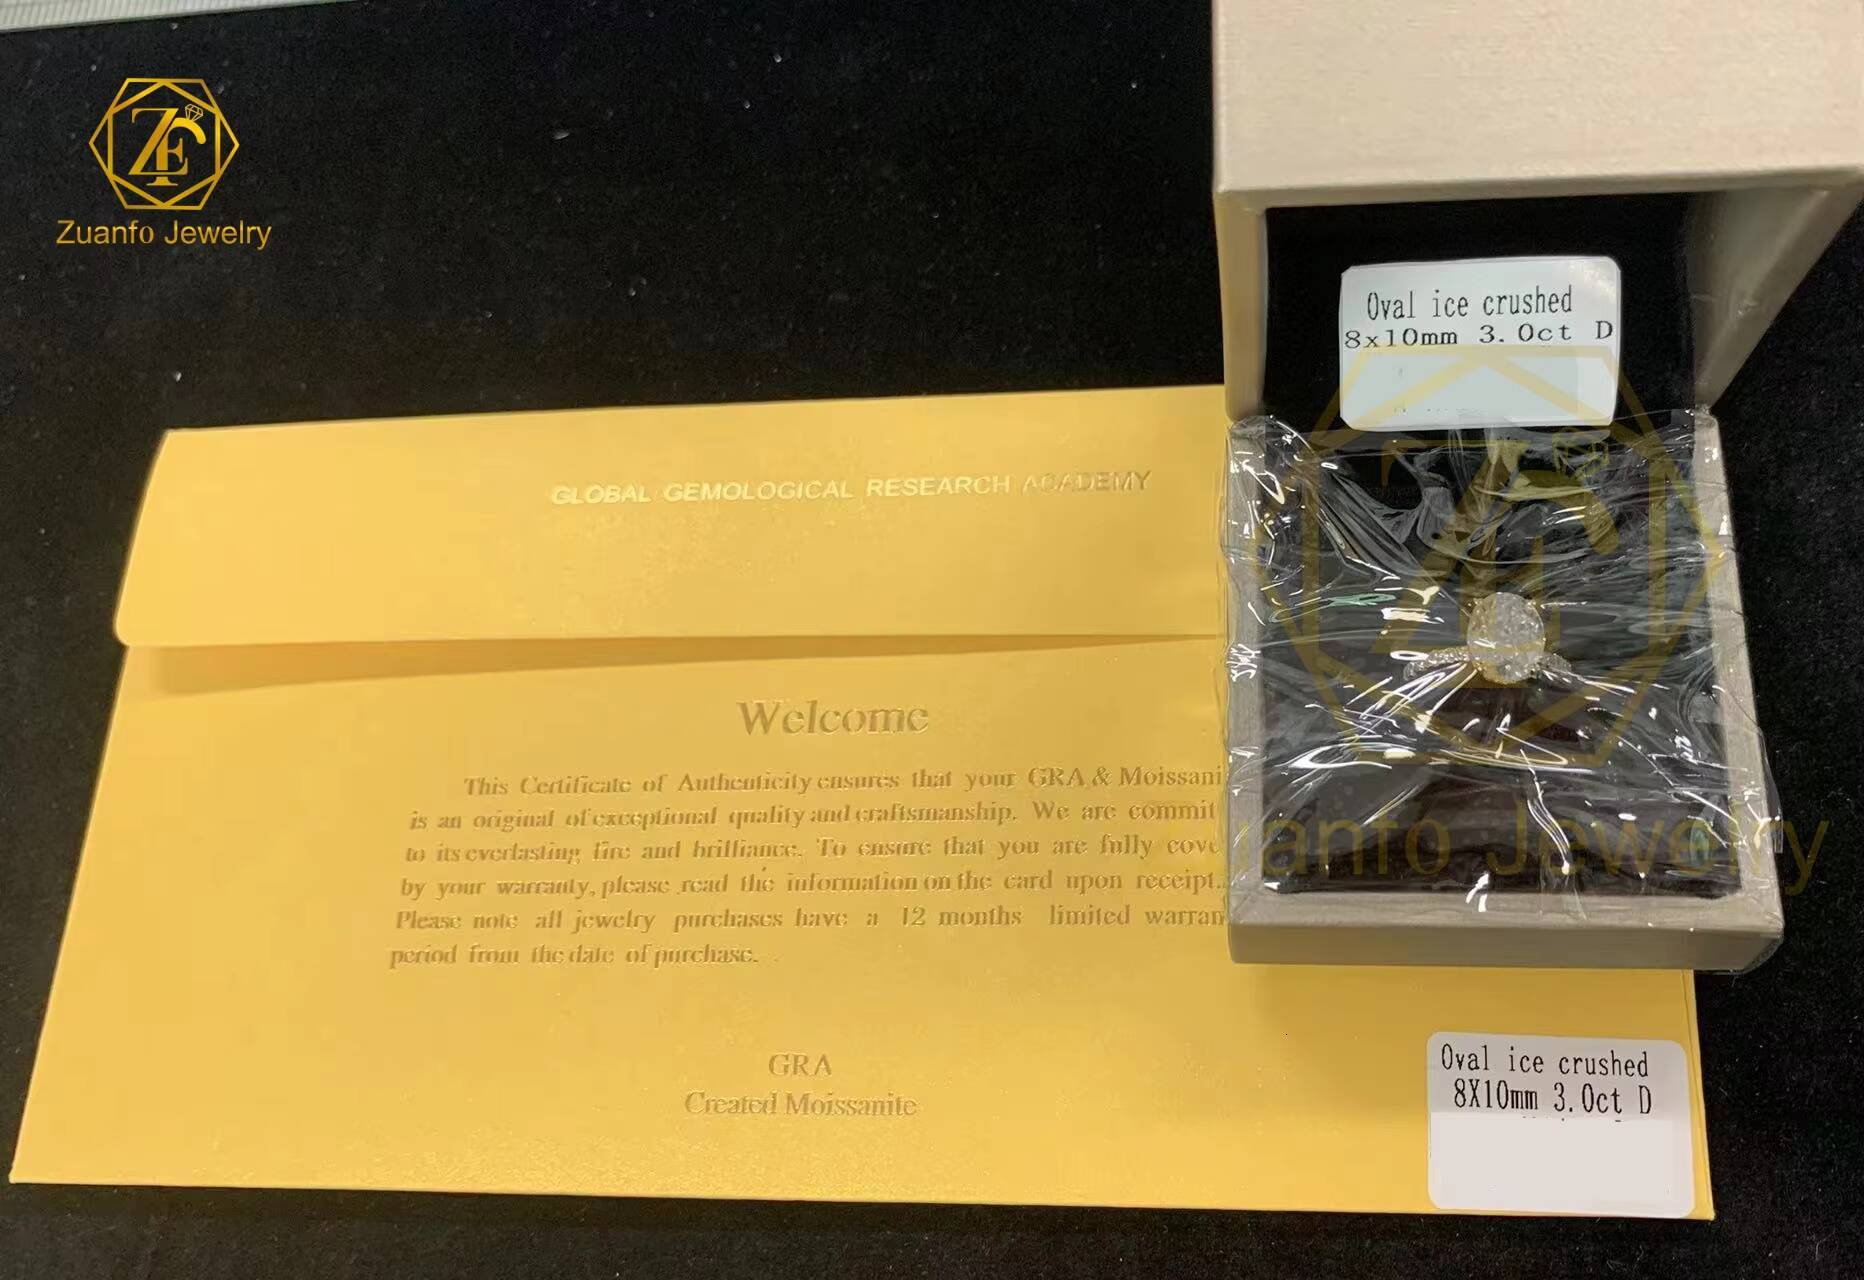 ZF
Zuanfo Jewelry
Oval ice crushed
8x10mm 3.0ct D
GLOBAL GEMOLOGICAL RESEARCH ACADEMY
Welcome
This Certificate of Authenticity ensures that your GRA & Moissani
is an original of exceptional quality and craftsmanship. We are commit
to its everlasting fire and brilliance. To ensure that you are fully cove
by your warranty, please read the information on the card upon receipt..
Please note all jewelry purchases have a 12 months limited warran
period from the date of purchase.
GRA
Created Moissanite
Zuanfo Jewelry
Oval ice crushed
8X10mm 3.0ct D